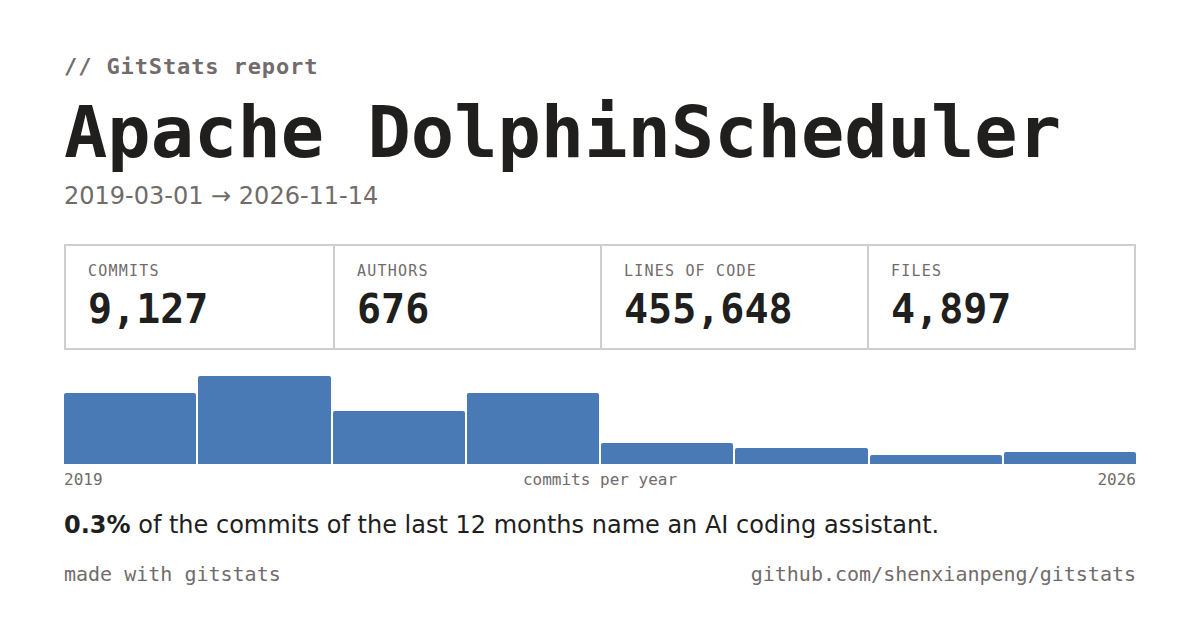 // GitStats report
Apache DolphinScheduler
2019-03-01 → 2026-11-14
COMMITS AUTHORS LINES OF CODE FILES
9,127 676 455,648 4,897
2019 commits per year 2026
0.3% of the commits of the last 12 months name an AI coding assistant.
made with gitstats github.com/shenxianpeng/gitstats